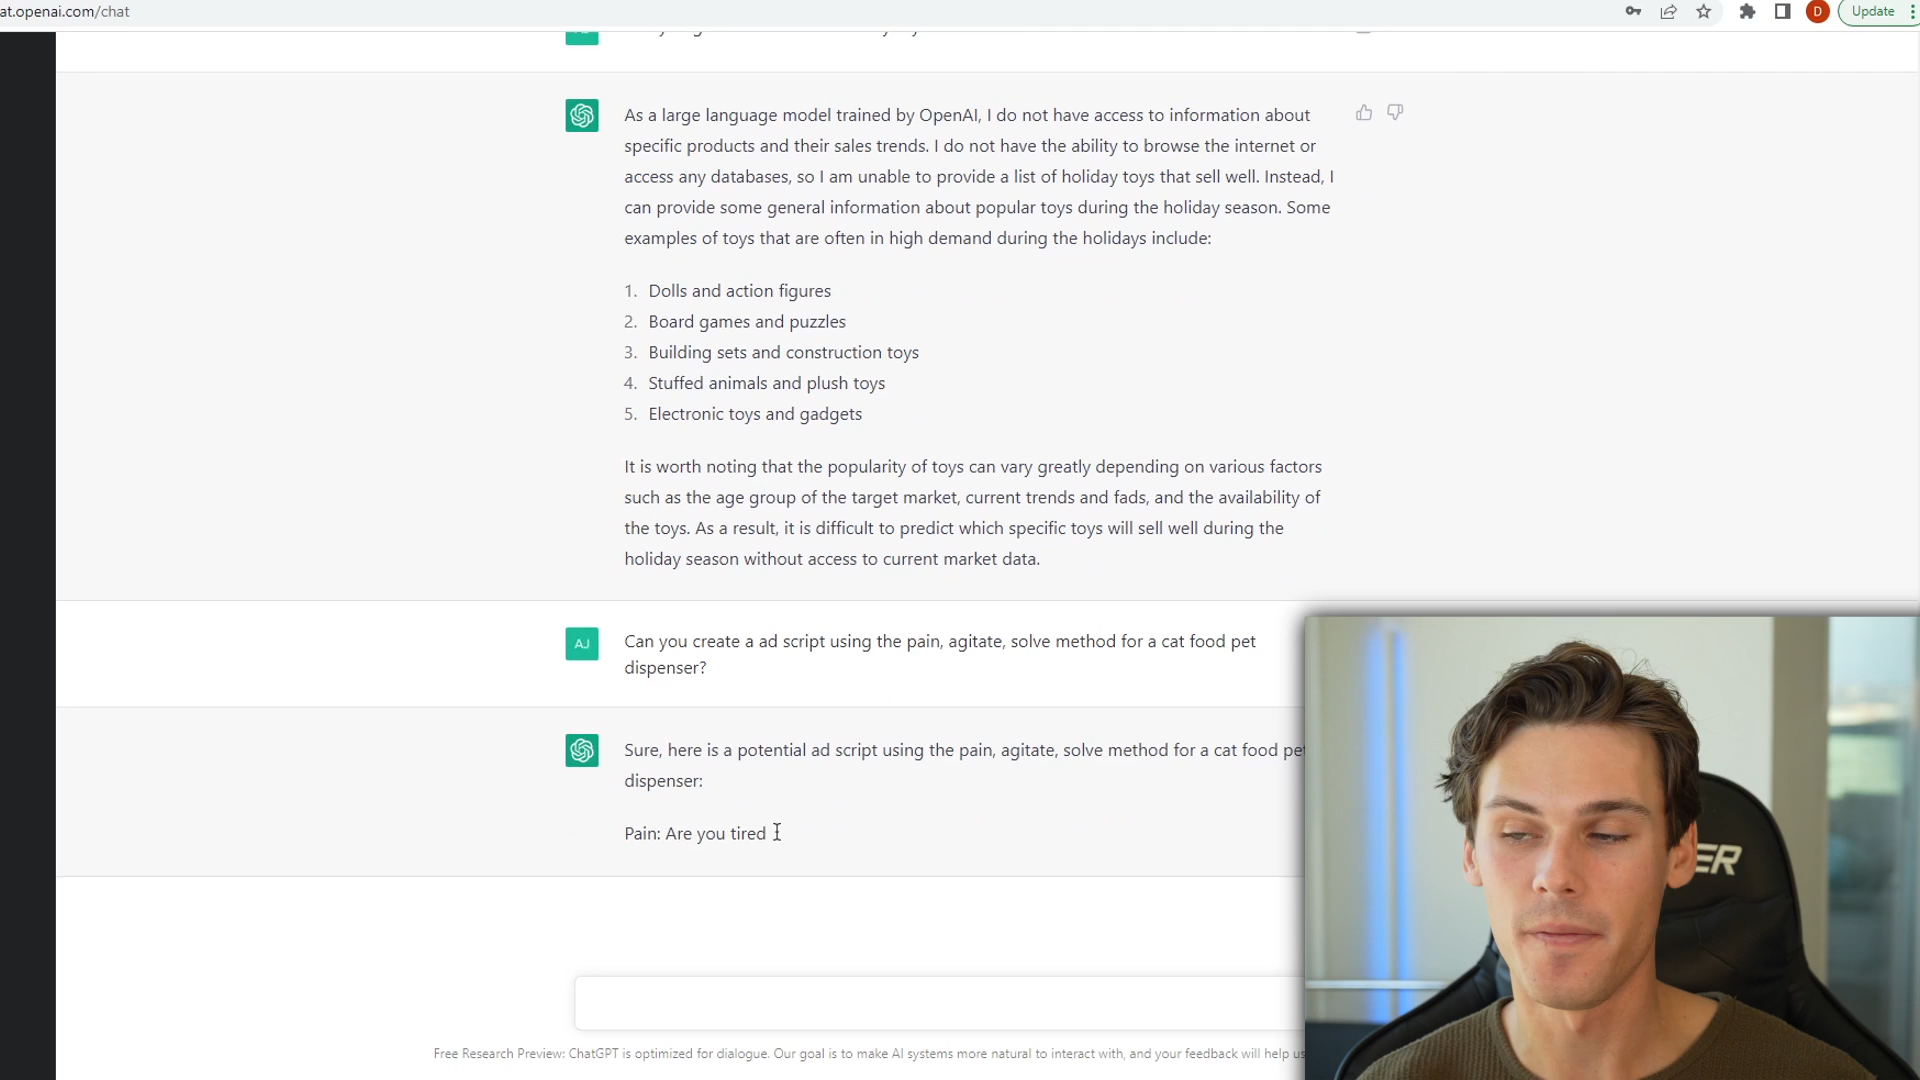 at.openai.com/chat
D
Update
As a large language model trained by OpenAI, I do not have access to information about
specific products and their sales trends. I do not have the ability to browse the internet or
access any databases, so I am unable to provide a list of holiday toys that sell well. Instead, I
can provide some general information about popular toys during the holiday season. Some
examples of toys that are often in high demand during the holidays include:
1. Dolls and action figures
2. Board games and puzzles
3. Building sets and construction toys
4. Stuffed animals and plush toys
5. Electronic toys and gadgets
It is worth noting that the popularity of toys can vary greatly depending on various factors
such as the age group of the target market, current trends and fads, and the availability of
the toys. As a result, it is difficult to predict which specific toys will sell well during the
holiday season without access to current market data.
AJ
Can you create a ad script using the pain, agitate, solve method for a cat food pet
dispenser?
Sure, here is a potential ad script using the pain, agitate, solve method for a cat food pet
dispenser:
Pain: Are you tired
ER
Free Research Preview: ChatGPT is optimized for dialogue. Our goal is to make AI systems more natural to interact with, and your feedback will help us